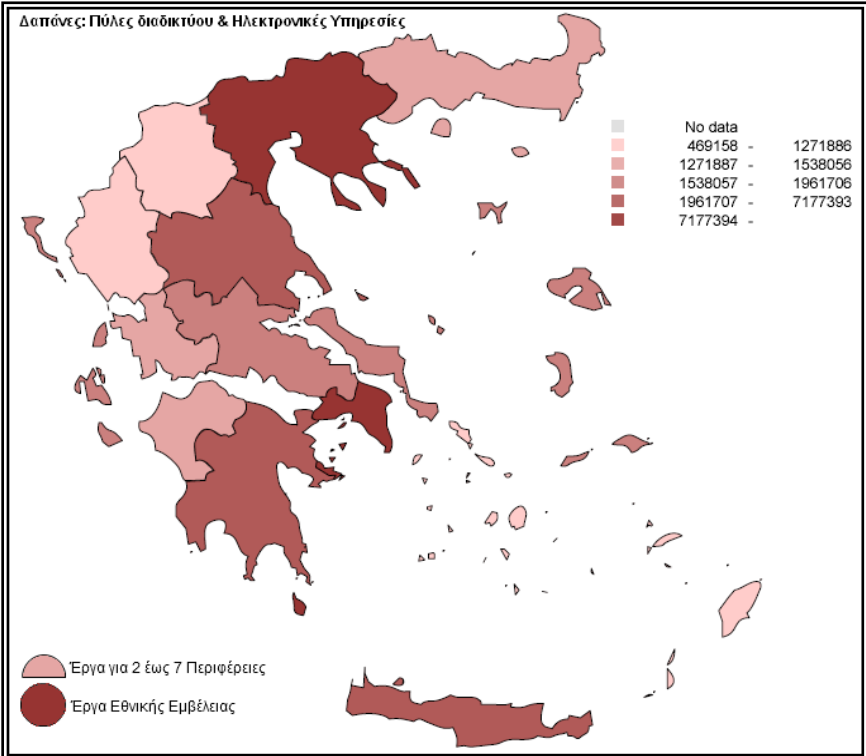 Δαπάνες: Πύλες διαδικτύου & Ηλεκτρονικές Υπηρεσίες
No data
469158 - 1271886
1271887 - 1538056
1538057 - 1961706
1961707 - 7177393
7177394 -
Έργα για 2 έως 7 Περιφέρειες
Έργα Εθνικής Εμβέλειας